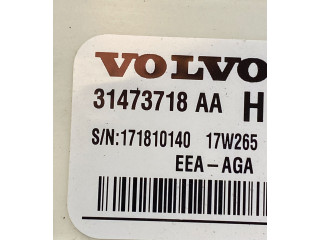 VOLVO
31473718 AA H
S/N:171810140 17W265
EEA-AGA